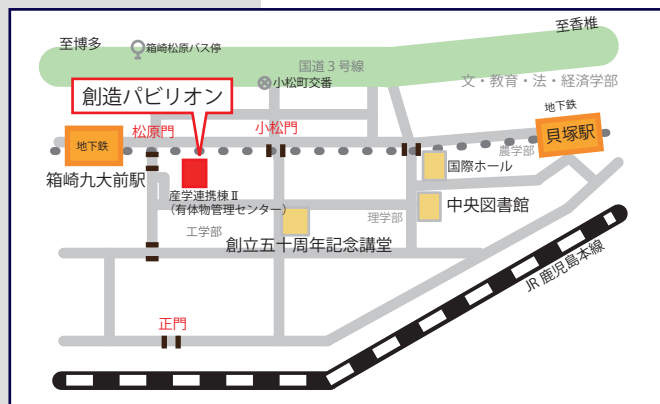 至香椎
至博多
箱崎松原バス停
国道３号線
小松町交番
文・教育・法・経済学部
創造パビリオン
地下鉄
貝塚駅
松原門
小松門
地下鉄
農学部
国際ホール
箱崎九大前駅
産学連携棟Ⅱ
（有体物管理センター）
中央図書館
理学部
工学部
創立五十周年記念講堂
JR鹿児島本線
正門